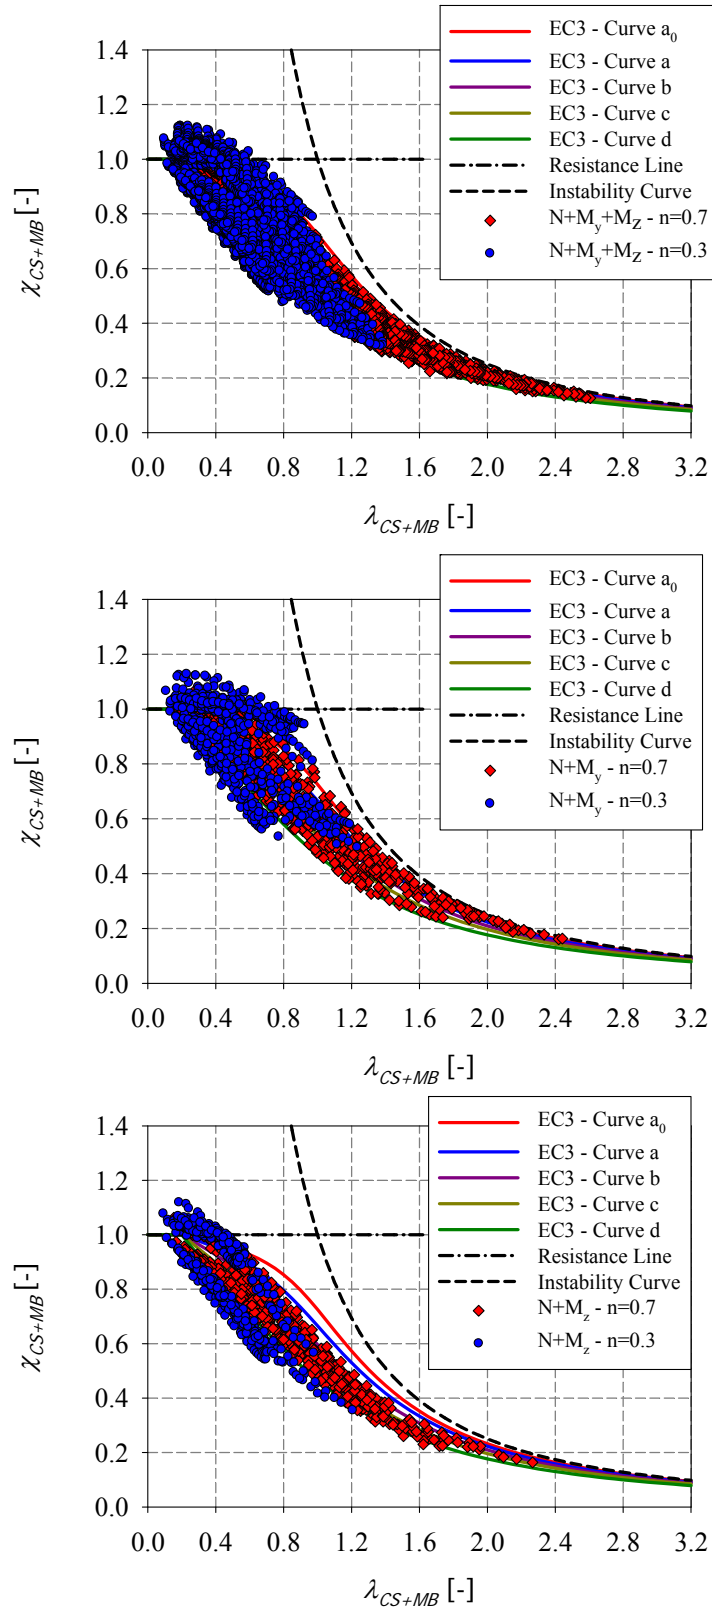 EC3 - Curve a0
EC3 - Curve a
EC3 - Curve b
EC3 - Curve c
EC3 - Curve d
Resistance Line
Instability Curve
N+My+MZ - n=0.7
N+My+MZ - n=0.3
1.4
1.2
1.0
0.8
0.6
0.4
0.2
0.0
χCS+MB [-]
0.0 0.4 0.8 1.2 1.6 2.0 2.4 2.8 3.2
λCS+MB [-]
EC3 - Curve a0
EC3 - Curve a
EC3 - Curve b
EC3 - Curve c
EC3 - Curve d
Resistance Line
Instability Curve
N+My - n=0.7
N+My - n=0.3
1.4
1.2
1.0
0.8
0.6
0.4
0.2
0.0
χCS+MB [-]
0.0 0.4 0.8 1.2 1.6 2.0 2.4 2.8 3.2
λCS+MB [-]
EC3 - Curve a0
EC3 - Curve a
EC3 - Curve b
EC3 - Curve c
EC3 - Curve d
Resistance Line
Instability Curve
N+Mz - n=0.7
N+Mz - n=0.3
1.4
1.2
1.0
0.8
0.6
0.4
0.2
0.0
χCS+MB [-]
0.0 0.4 0.8 1.2 1.6 2.0 2.4 2.8 3.2
λCS+MB [-]